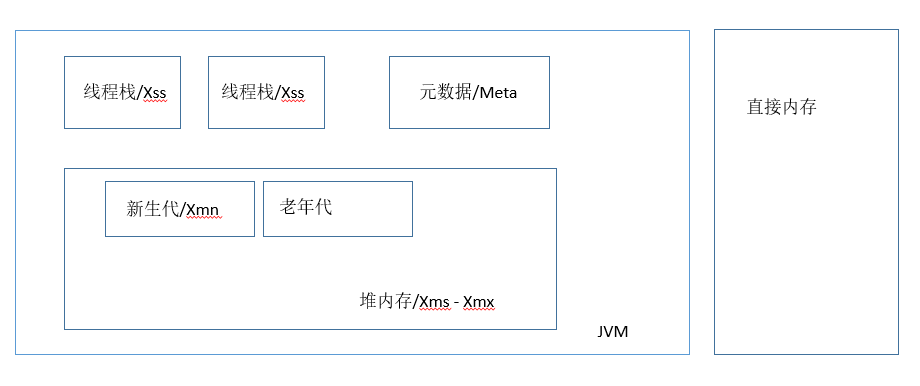 线程栈/Xss
线程栈/Xss
元数据/Meta
直接内存
新生代/Xmn
老年代
堆内存/Xms - Xmx
JVM